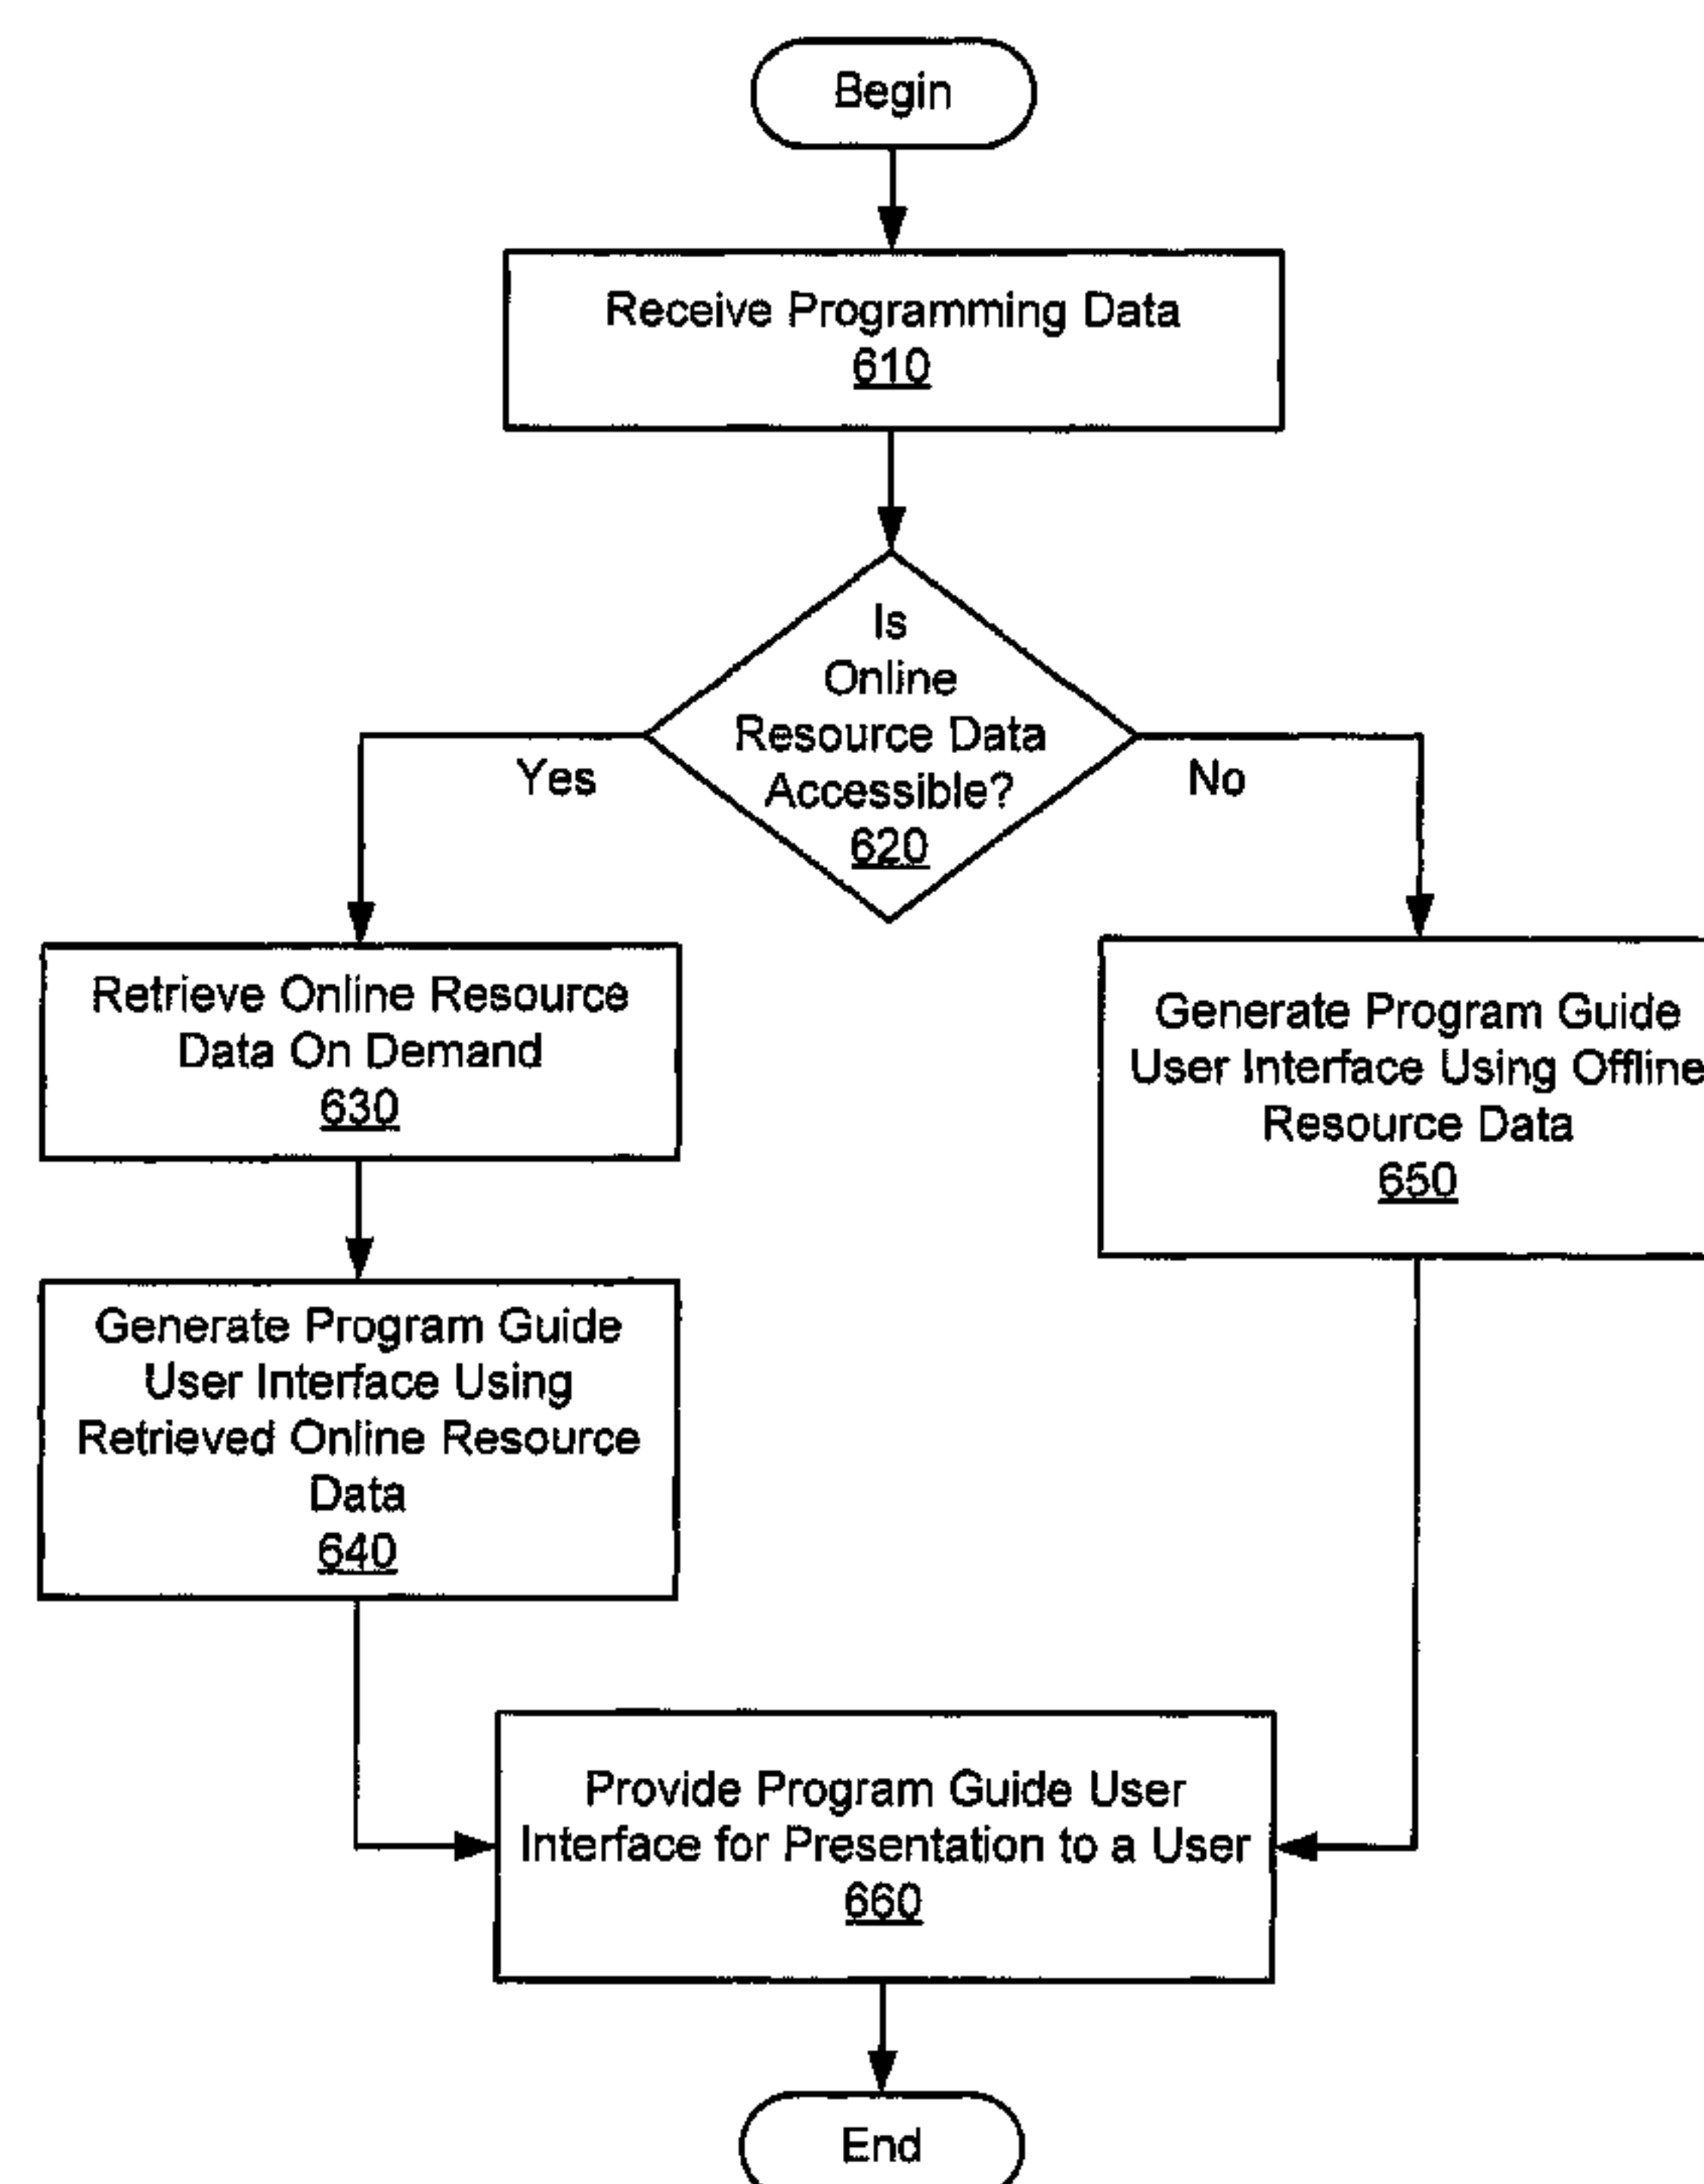 Begin
Receive Programming Data
610
Is
Online
Resource Data
Accessible?
620
Yes
No
Retrieve Online Resource
Data On Demand
630
Generate Program Guide
User Interface Using Offline
Resource Data
650
Generate Program Guide
User Interface Using
Retrieved Online Resource
Data
640
Provide Program Guide User
Interface for Presentation to a User
660
End